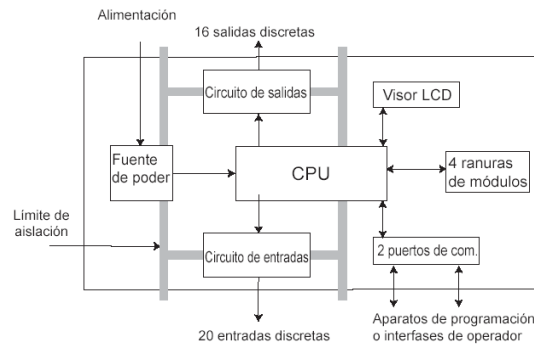 Alimentación
16 salidas discretas
Circuito de salidas
Visor LCD
Fuente
de poder
CPU
4 ranuras
de módulos
Límite de
aislación
Circuito de entradas
2 puertos de com.
20 entradas discretas
Aparatos de programación
o interfases de operador